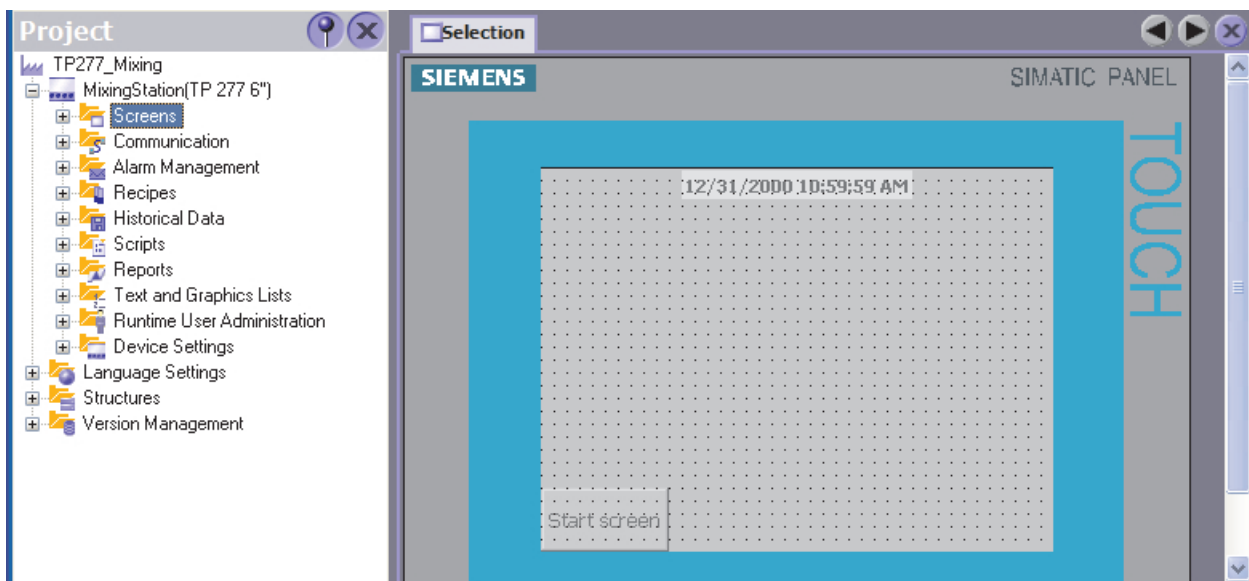 Project
TP277_Mixing
MixingStation(TP 277 6")
Screens
Communication
Alarm Management
Recipes
Historical Data
Scripts
Reports
Text and Graphics Lists
Runtime User Administration
Device Settings
Language Settings
Structures
Version Management
Selection
SIEMENS
SIMATIC PANEL
TOUCH
12/31/2000 10:59:59 AM
Start screen